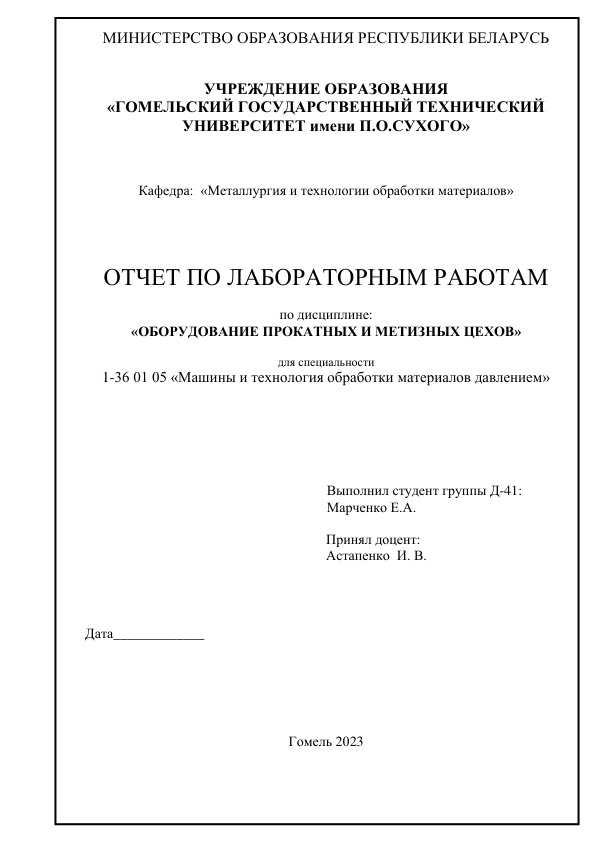 МИНИСТЕРСТВО ОБРАЗОВАНИЯ РЕСПУБЛИКИ БЕЛАРУСЬ
УЧРЕЖДЕНИЕ ОБРАЗОВАНИЯ
«ГОМЕЛЬСКИЙ ГОСУДАРСТВЕННЫЙ ТЕХНИЧЕСКИЙ
УНИВЕРСИТЕТ имени П.О.СУХОГО»
Кафедра: «Металлургия и технологии обработки материалов»
ОТЧЕТ ПО ЛАБОРАТОРНЫМ РАБОТАМ
по дисциплине:
«ОБОРУДОВАНИЕ ПРОКАТНЫХ И МЕТИЗНЫХ ЦЕХОВ»
для специальности
1-36 01 05 «Машины и технология обработки материалов давлением»
Выполнил студент группы Д-41:
Марченко Е.А.
Принял доцент:
Астапенко И. В.
Дата_____________
Гомель 2023